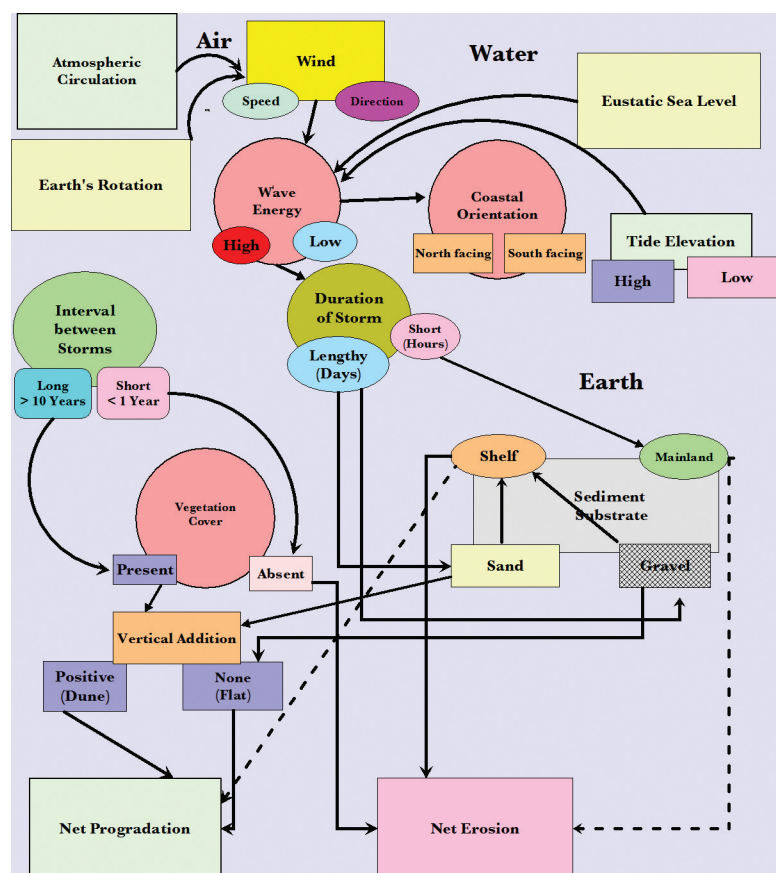 Air
Water
Atmospheric
Circulation
Wind
Speed
Direction
Eustatic Sea Level
Earth's Rotation
Wave
Energy
High
Low
Coastal
Orientation
North facing
South facing
Tide Elevation
High
Low
Interval
between
Storms
Long
> 10 Years
Short
< 1 Year
Duration
of Storm
Short
(Hours)
Lengthy
(Days)
Earth
Shelf
Mainland
Sediment
Substrate
Sand
Gravel
Vegetation
Cover
Present
Absent
Vertical Addition
Positive
(Dune)
None
(Flat)
Net Progradation
Net Erosion